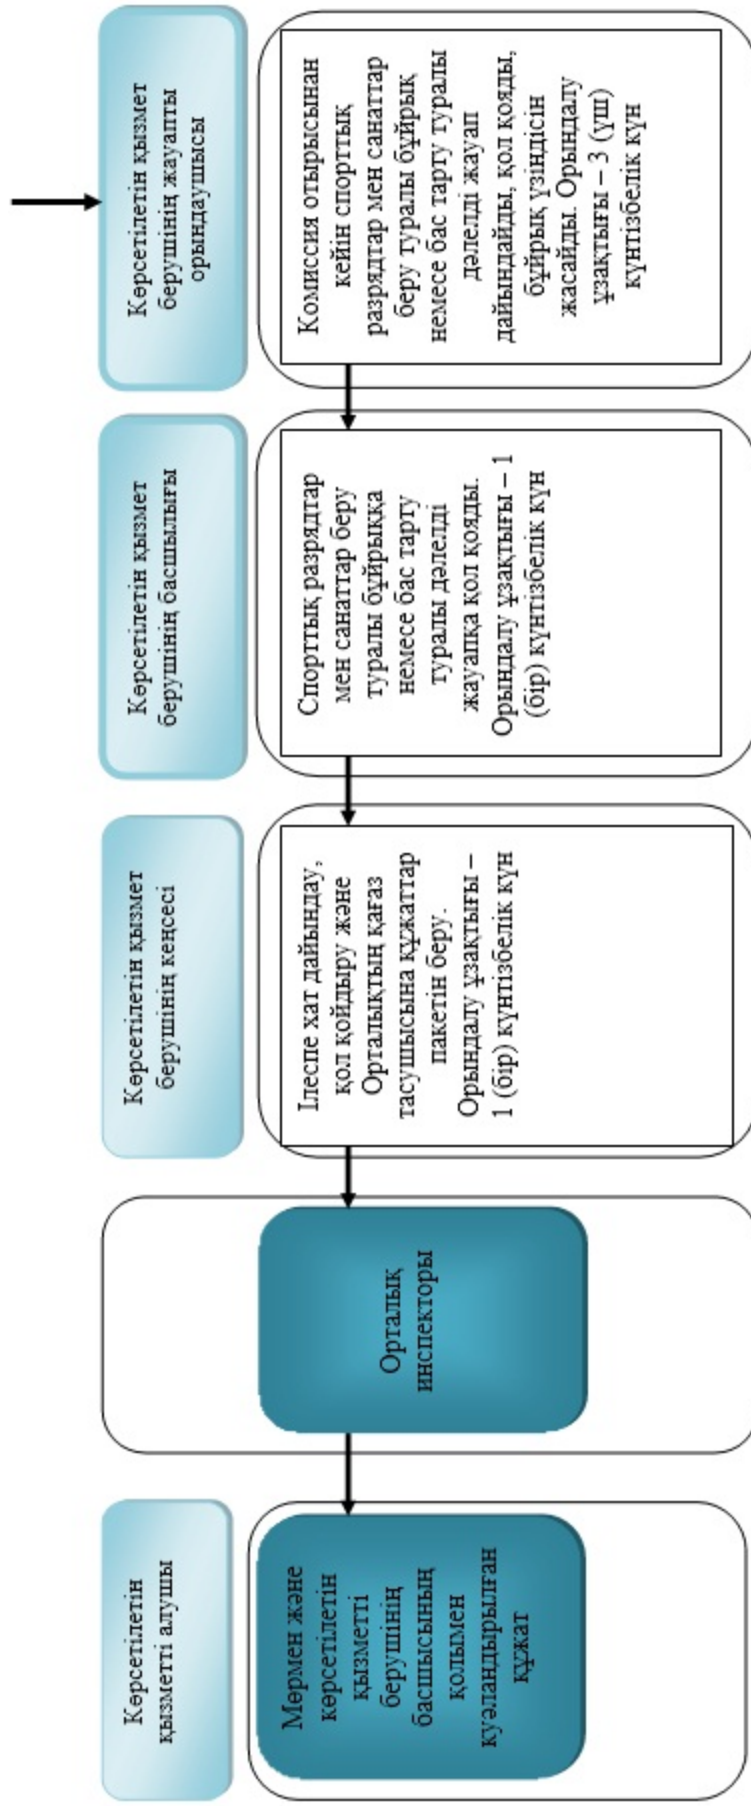 Көрсетілетін қызмет
берушінің жауапты
орындаушысы
Комиссия отырысынан
кейін спорттық
разрядтар мен санаттар
беру туралы бұйрық
немесе бас тарту туралы
дәлелді жауап
дайындайды, қол қояды,
бұйрық үзіндісін
жасайды. Орындалу
ұзақтығы – 3 (үш)
күнтізбелік күн
Көрсетілетін қызмет
берушінің басшылығы
Спорттық разрядтар
мен санаттар беру
туралы бұйрыққа
немесе бас тарту
туралы дәлелді
жауапқа қол қояды.
Орындалу ұзақтығы – 1
(бір) күнтізбелік күн
Көрсетілетін қызмет
берушінің кеңсесі
Ілеспе хат дайындау,
қол қойдыру және
Орталықтың қағаз
тасушысына құжаттар
пакетін беру.
Орындалу ұзақтығы –
1 (бір) күнтізбелік күн
Орталық
инспекторы
Көрсетілетін
қызметті алушы
Мөрмен және
көрсетілетін
қызметті
берушінің
басшысының
қолымен
куәландырылған
құжат